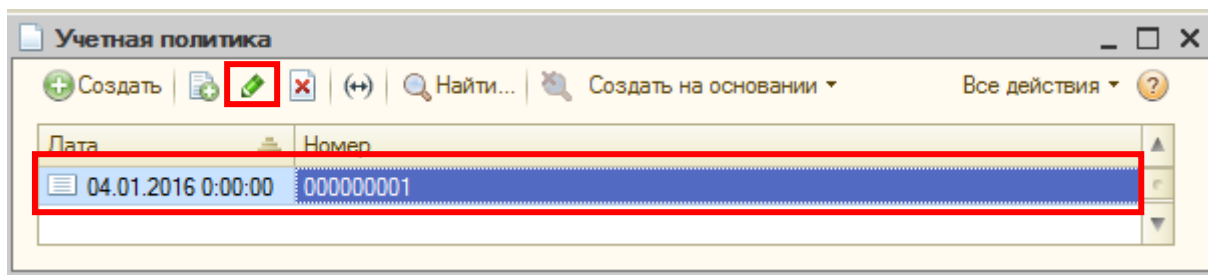 Учетная политика
Создать Найти... Создать на основании Все действия
Дата Номер
04.01.2016 0:00:00 000000001